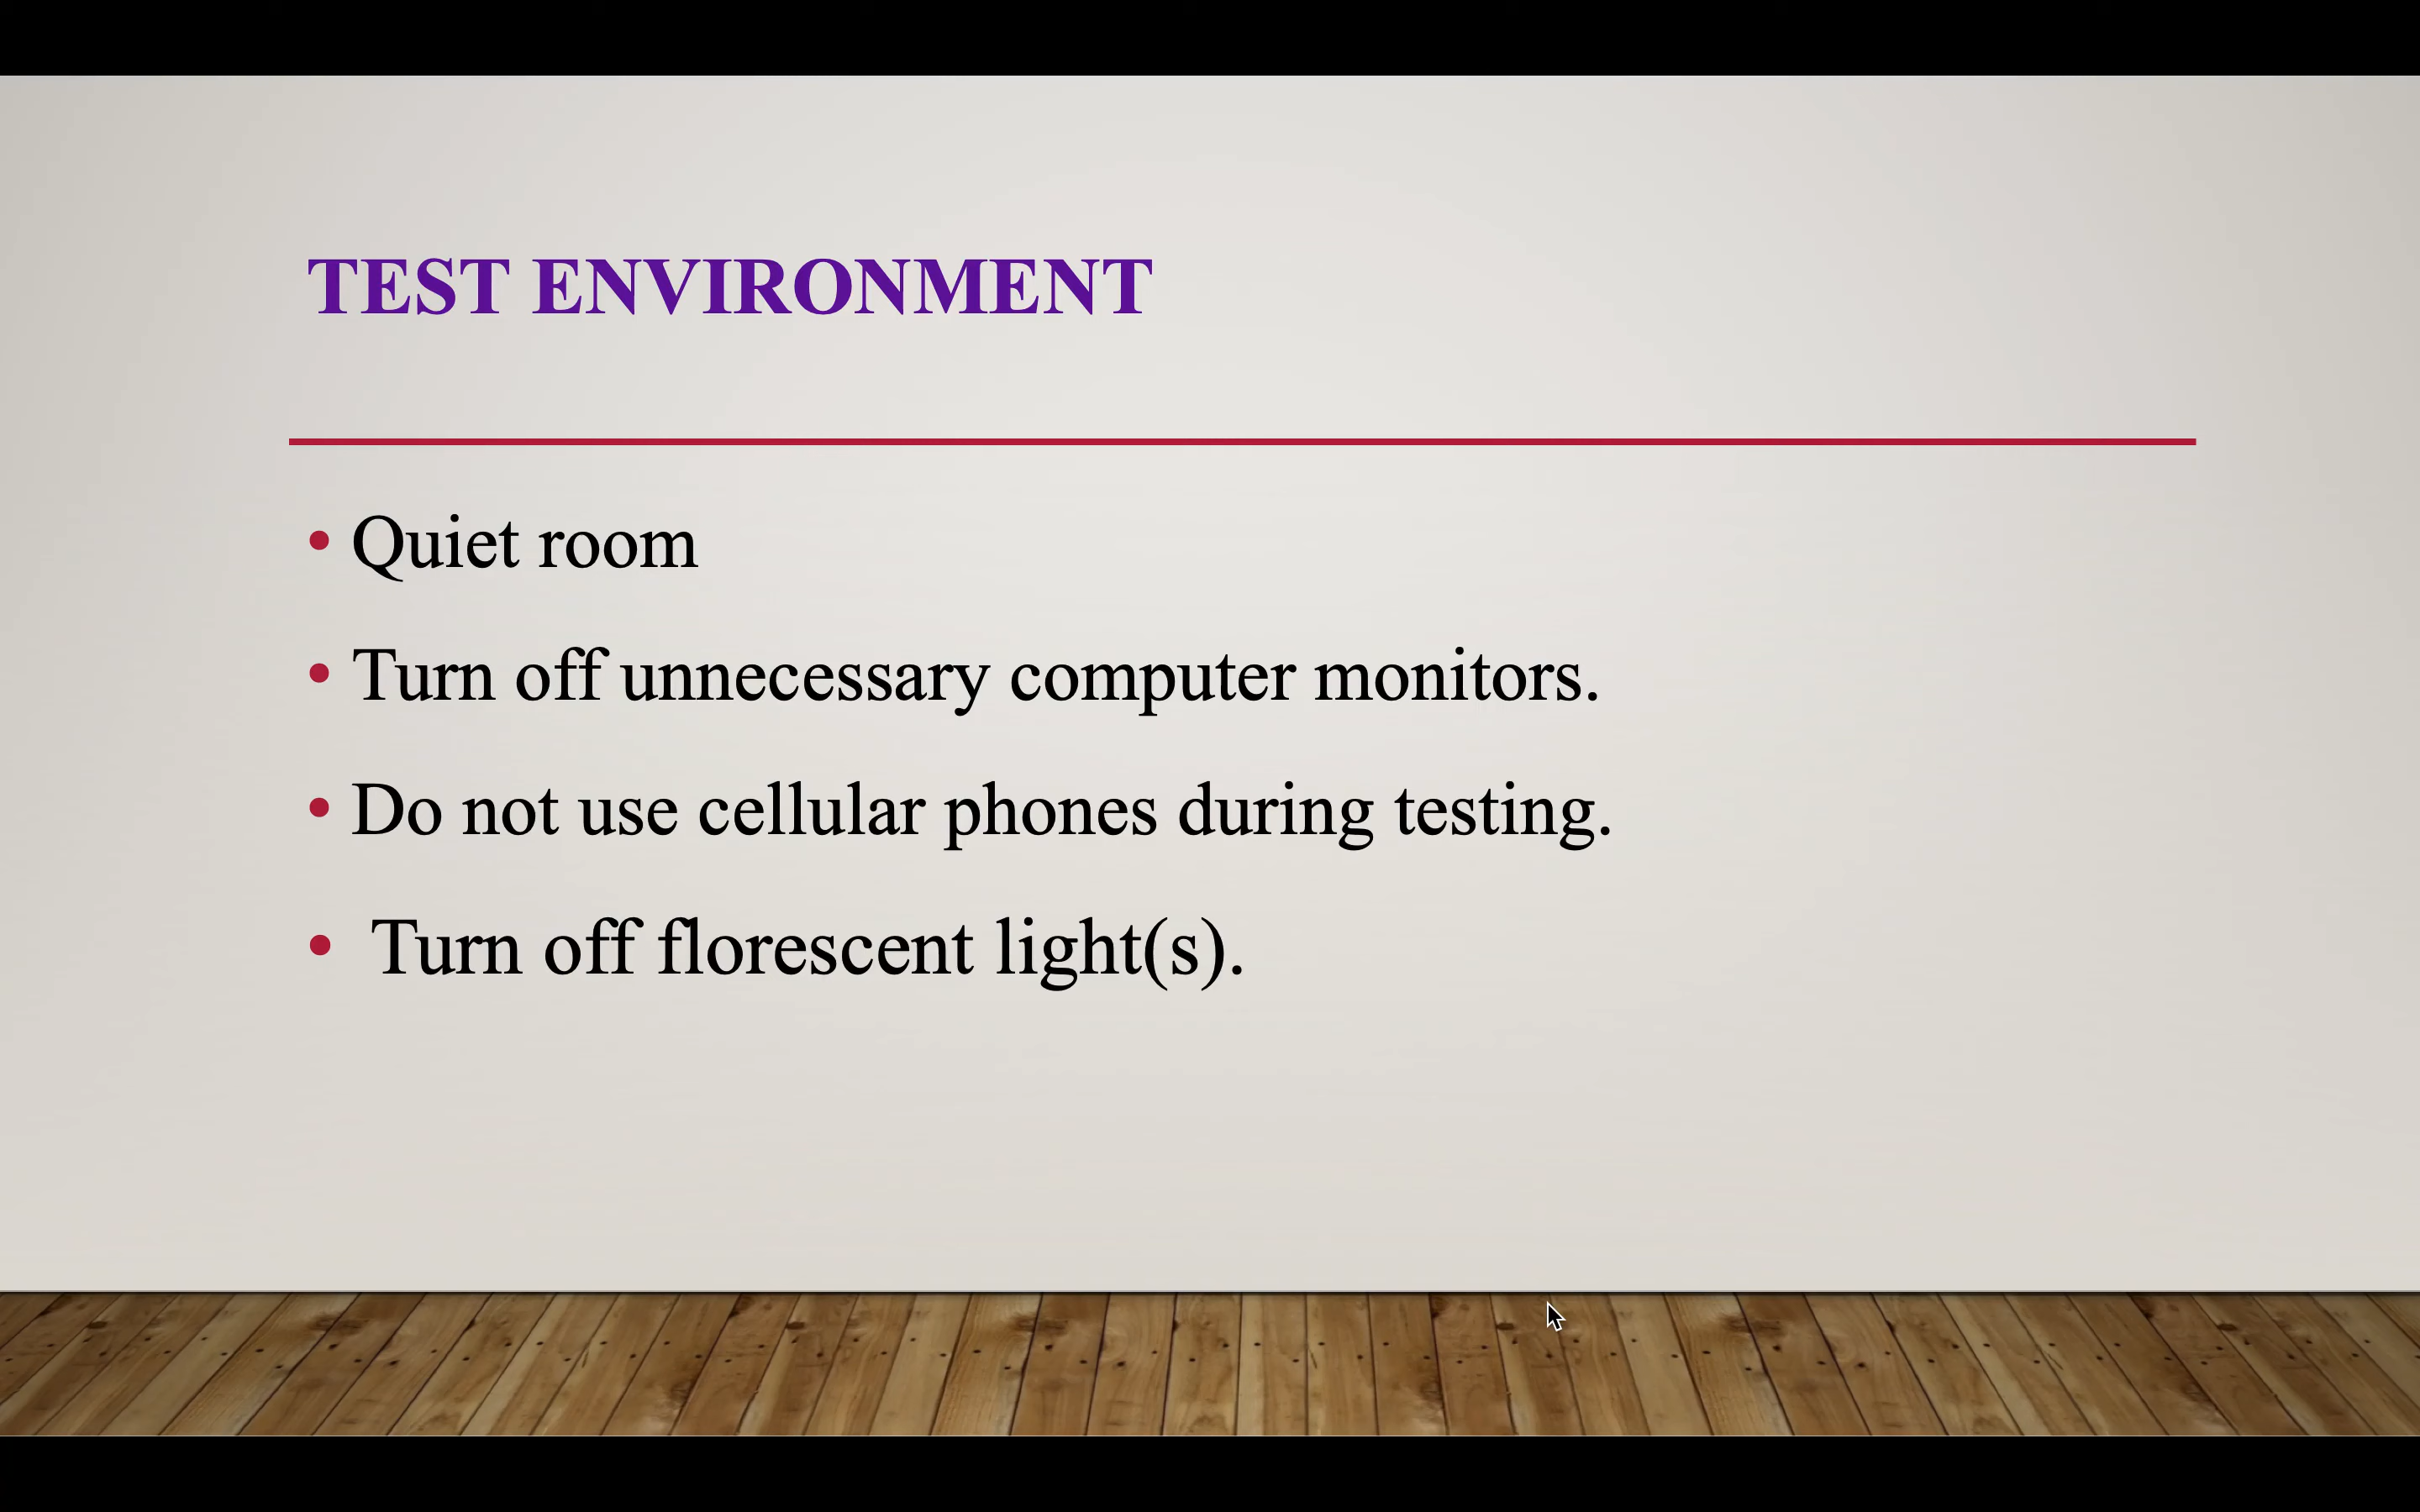 TEST ENVIRONMENT
• Quiet room
• Turn off unnecessary computer monitors.
• Do not use cellular phones during testing.
• Turn off florescent light(s).